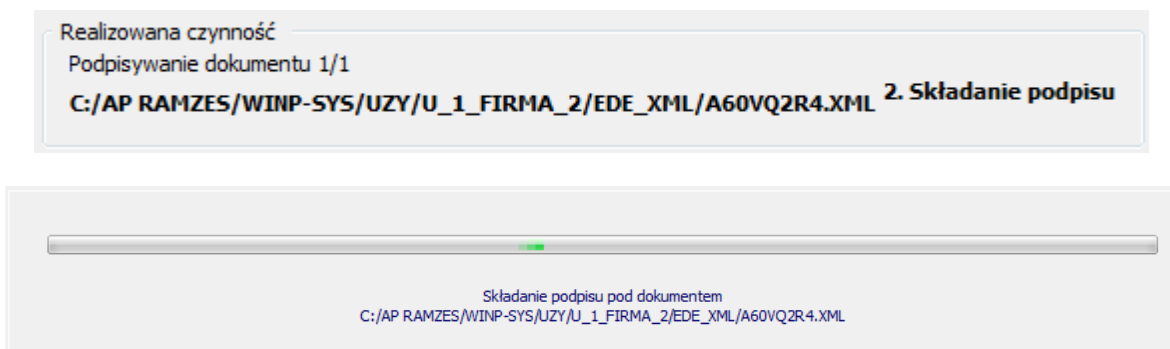 Realizowana czynność
Podpisywanie dokumentu 1/1
C:/AP RAMZES/WINP-SYS/UZY/U_1_FIRMA_2/EDE_XML/A60VQ2R4.XML 2. Składanie podpisu
Składanie podpisu pod dokumentem
C:/AP RAMZES/WINP-SYS/UZY/U_1_FIRMA_2/EDE_XML/A60VQ2R4.XML